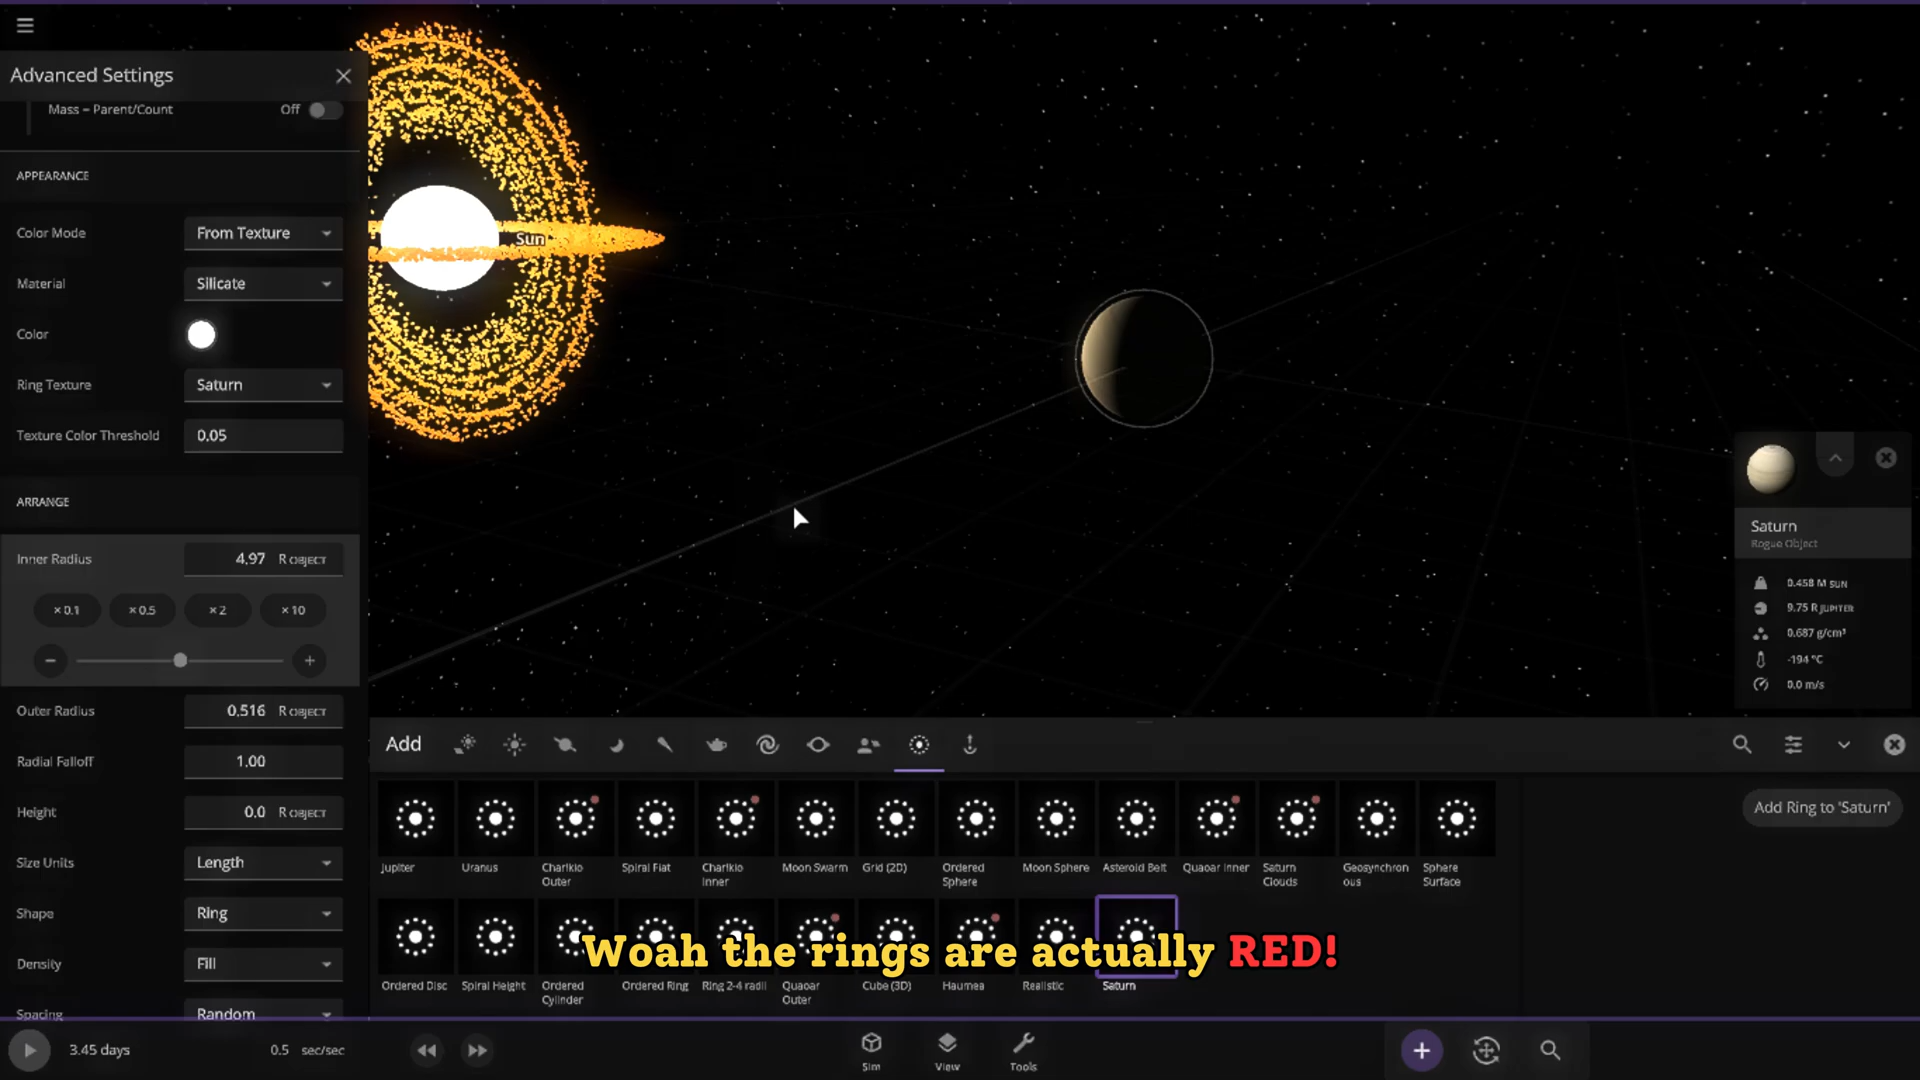 Advanced Settings
Mass – Parent/Count
Off
APPEARANCE
Color Mode
From Texture
Material
Silicate
Color
Ring Texture
Saturn
Texture Color Threshold
0.05
ARRANGE
Inner Radius
4.97 R OBJECT
×0.1
×0.5
×2
×10
Outer Radius
0.516 R OBJECT
Radial Falloff
1.00
Height
0.0 R OBJECT
Size Units
Length
Shape
Ring
Density
Fill
Spacing
Random
Sun
Saturn
Rogue Object
0.458 M SUN
9.75 R JUPITER
0.687 g/cm³
-194 °C
0.0 m/s
Add
Add Ring to 'Saturn'
Jupiter
Uranus
Chariklo
Outer
Spiral Flat
Chariklo
Inner
Moon Swarm
Grid (2D)
Ordered
Sphere
Moon Sphere
Asteroid Belt
Quaoar Inner
Saturn
Clouds
Geosynchron
ous
Sphere
Surface
Woah the rings are actually RED!
Ordered Disc
Spiral Height
Ordered
Cylinder
Ordered Ring
Ring 2-4 radii
Quaoar
Outer
Cube (3D)
Haumea
Realistic
Saturn
3.45 days
0.5 sec/sec
Sim
View
Tools